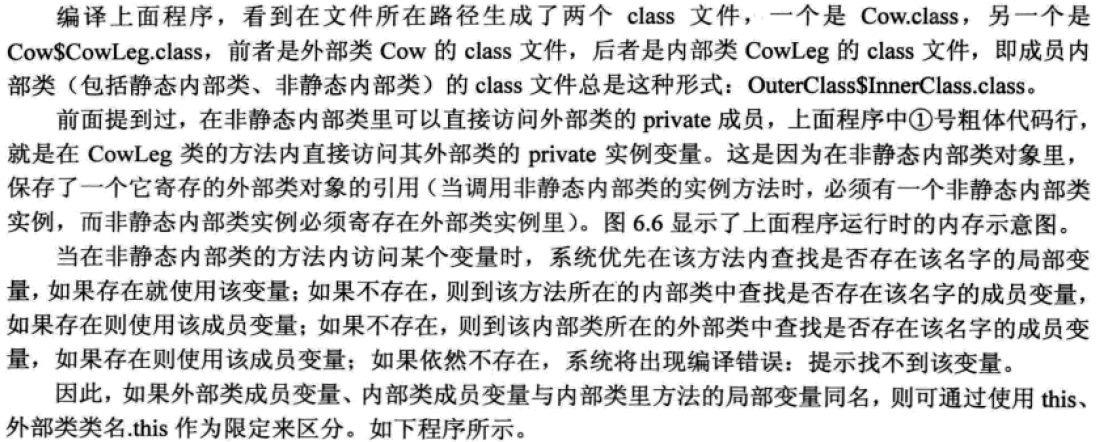 编译上面程序，看到在文件所在路径生成了两个 class 文件，一个是 Cow.class，另一个是
Cow$CowLeg.class，前者是外部类 Cow 的 class 文件，后者是内部类 CowLeg 的 class 文件，即成员内
部类（包括静态内部类、非静态内部类）的 class 文件总是这种形式：OuterClass$InnerClass.class。
前面提到过，在非静态内部类里可以直接访问外部类的 private 成员，上面程序中①号粗体代码行，
就是在 CowLeg 类的方法内直接访问其外部类的 private 实例变量。这是因为在非静态内部类对象里，
保存了一个它寄存的外部类对象的引用（当调用非静态内部类的实例方法时，必须有一个非静态内部类
实例，而非静态内部类实例必须寄存在外部类实例里）。图 6.6 显示了上面程序运行时的内存示意图。
当在非静态内部类的方法内访问某个变量时，系统优先在该方法内查找是否存在该名字的局部变
量，如果存在就使用该变量；如果不存在，则到该方法所在的内部类中查找是否存在该名字的成员变量，
如果存在则使用该成员变量；如果不存在，则到该内部类所在的外部类中查找是否存在该名字的成员变
量，如果存在则使用该成员变量；如果依然不存在，系统将出现编译错误：提示找不到该变量。
因此，如果外部类成员变量、内部类成员变量与内部类里方法的局部变量同名，则可通过使用 this、
外部类类名.this 作为限定来区分。如下程序所示。